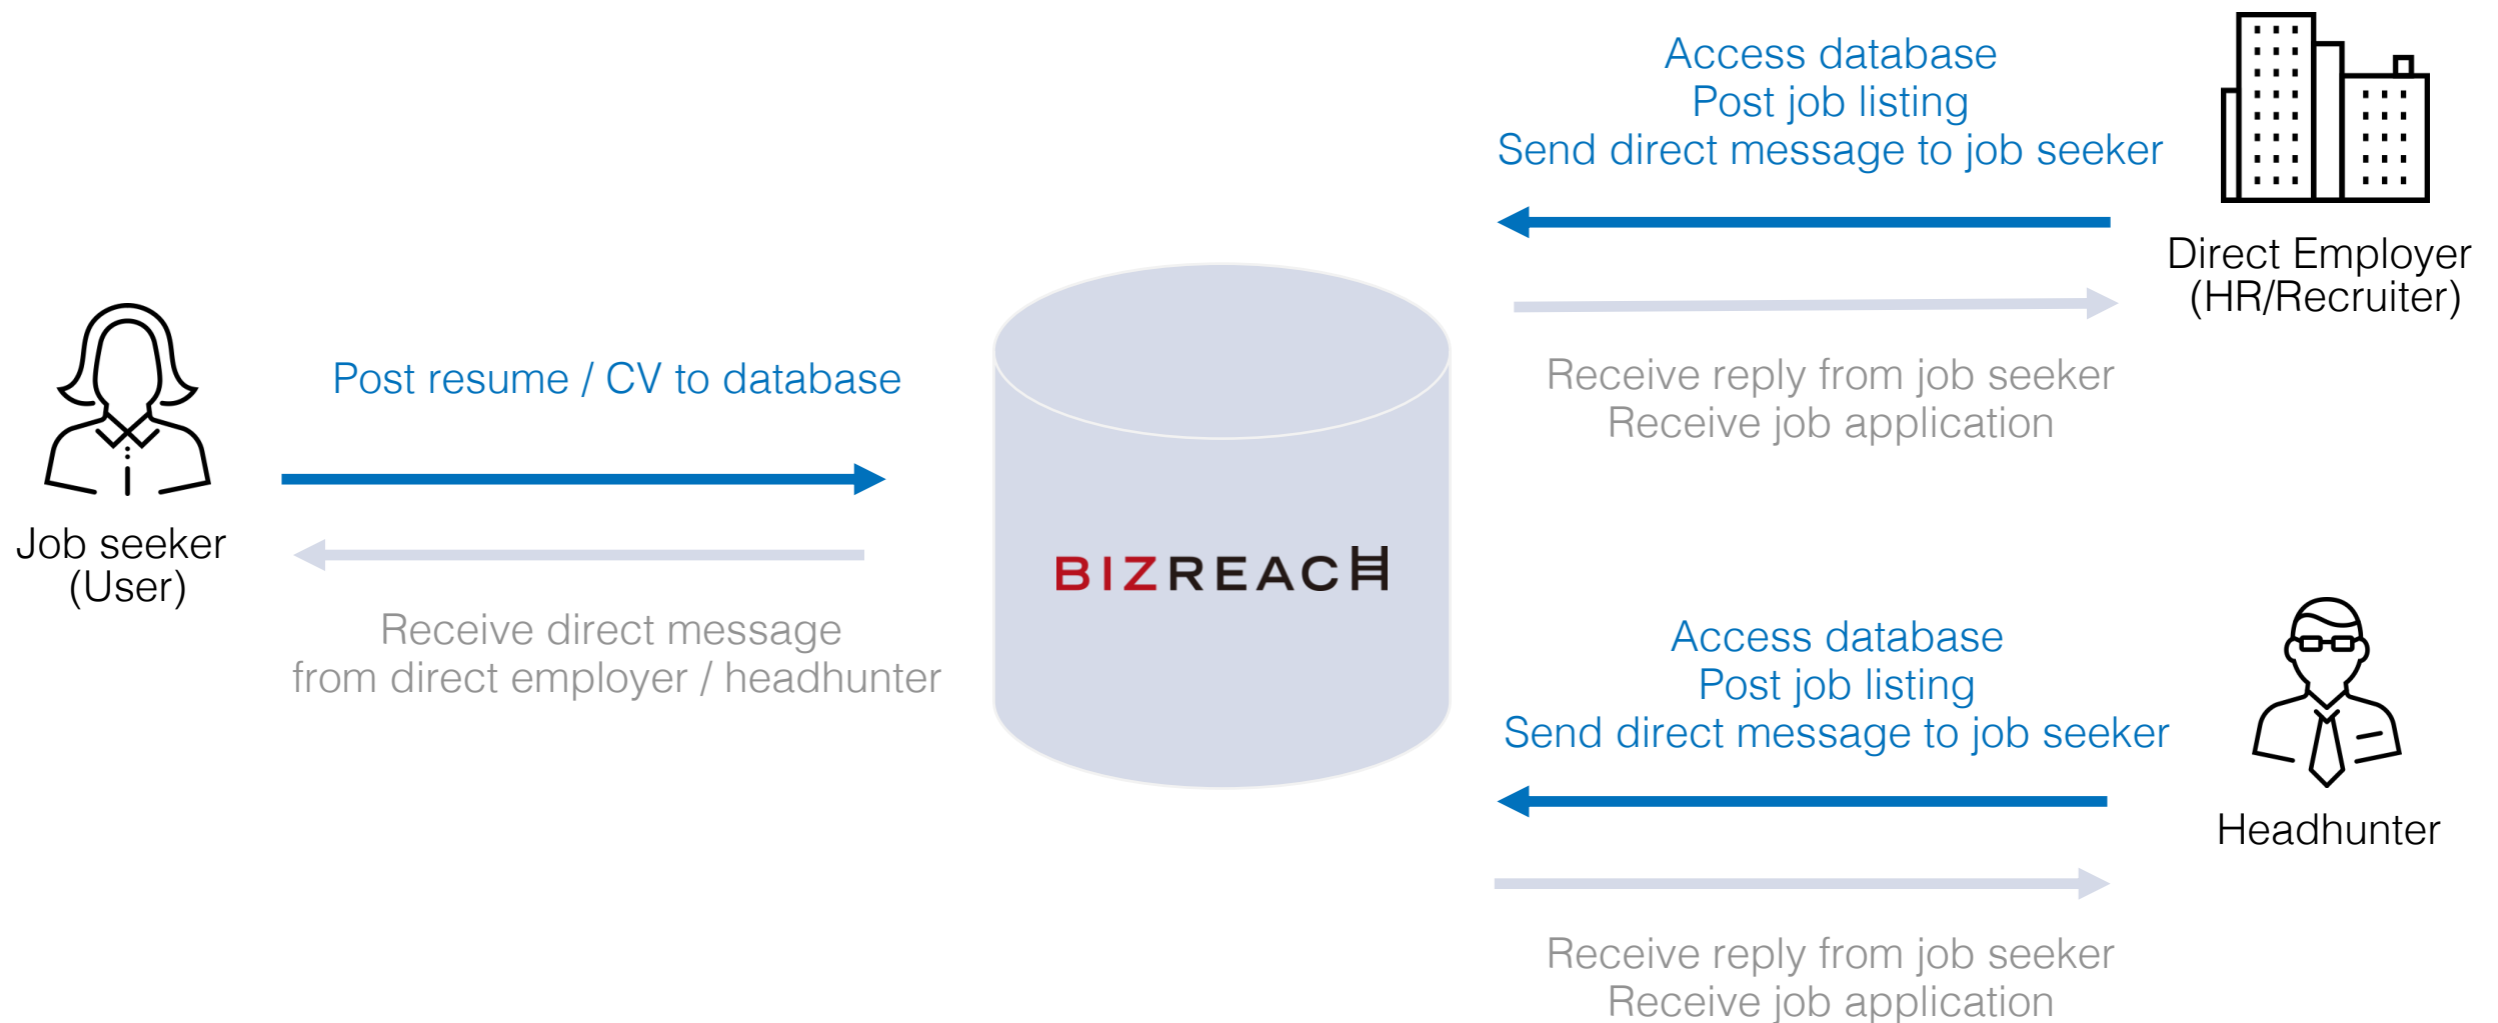 Access database
Post job listing
Send direct message to job seeker
Direct Employer
(HR/Recruiter)
Receive reply from job seeker
Receive job application
Post resume / CV to database
Job seeker
(User)
Receive direct message
from direct employer / headhunter
BIZREACH
Access database
Post job listing
Send direct message to job seeker
Headhunter
Receive reply from job seeker
Receive job application